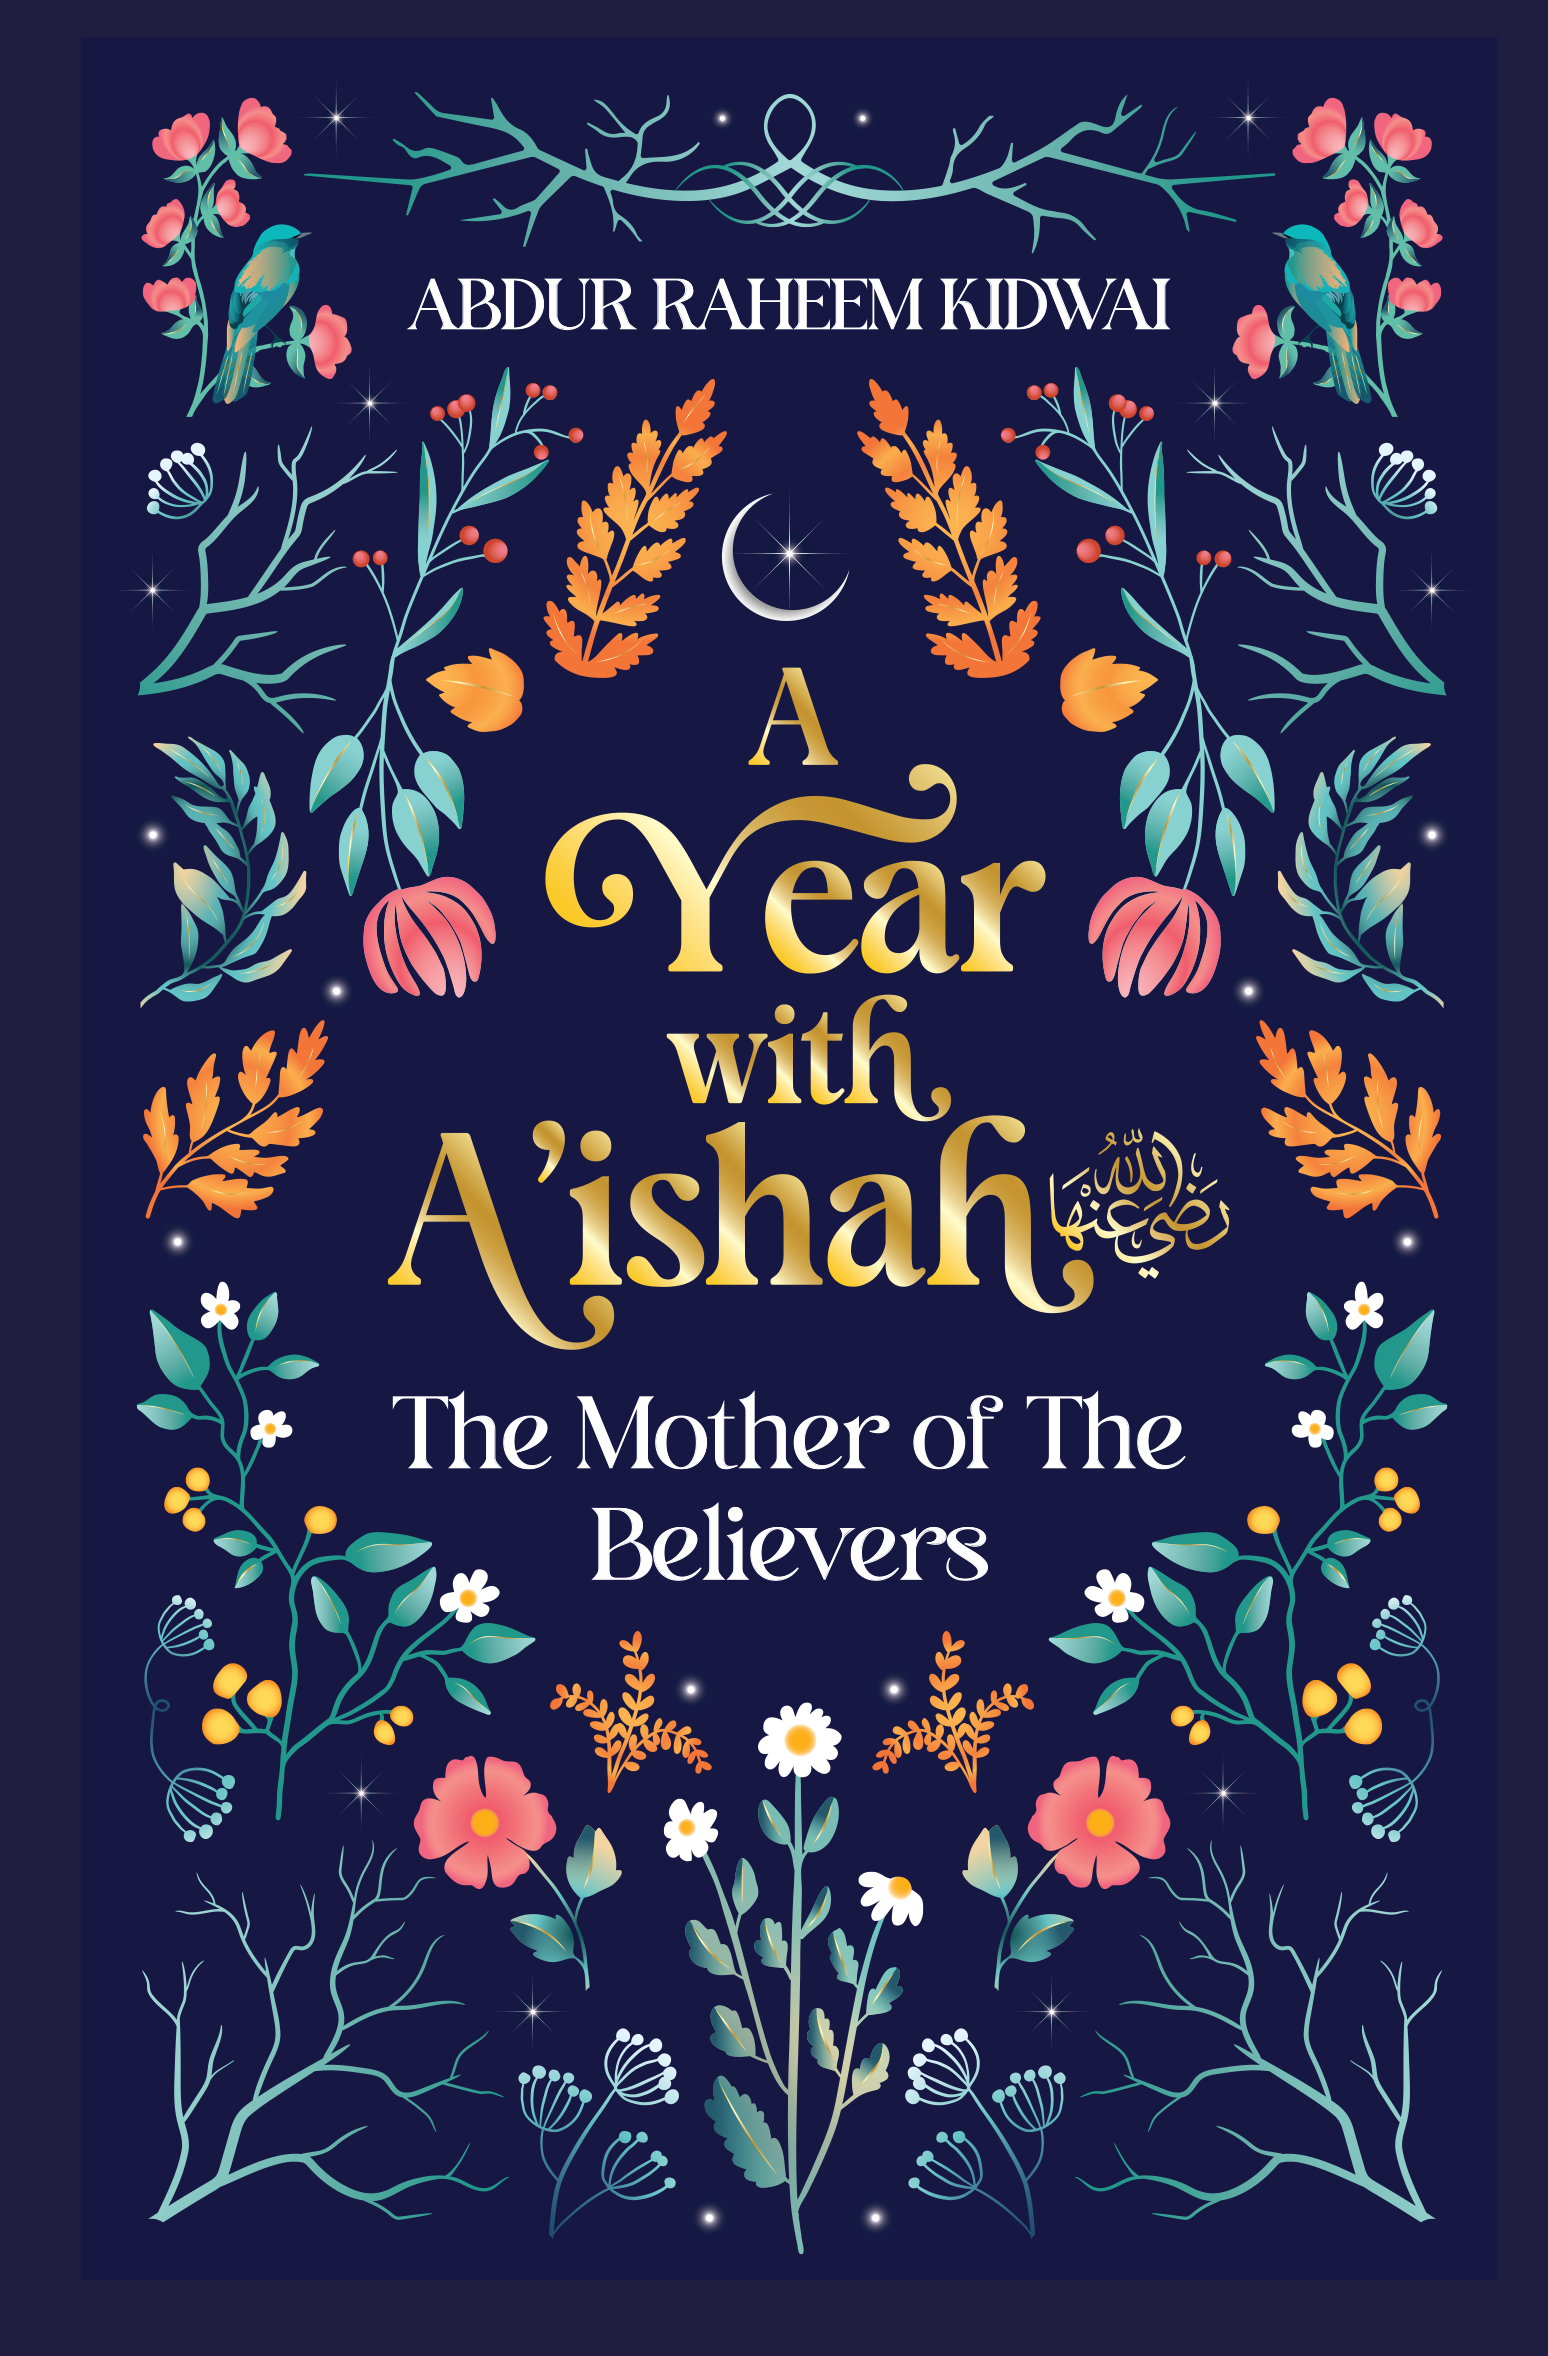 ABDUR RAHEEM KIDWAI
A
Year
with
A'ishah رضي الله عنها
The Mother of The
Believers